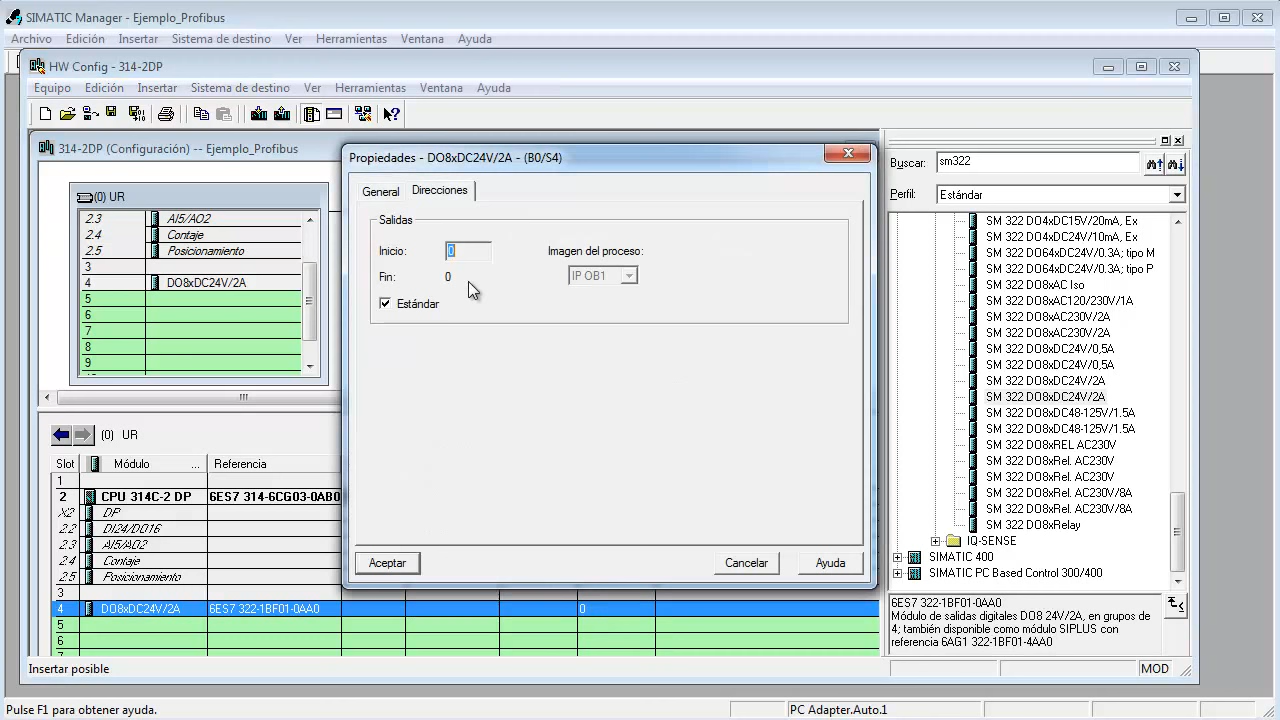 SIMATIC Manager - Ejemplo_Profibus
Archivo Edición Insertar Sistema de destino Ver Herramientas Ventana Ayuda
HW Config - 314-2DP
Equipo Edición Insertar Sistema de destino Ver Herramientas Ventana Ayuda
314-2DP (Configuración) -- Ejemplo_Profibus
(0) UR
2.3 AI5/AO2
2.4 Contaje
2.5 Posicionamiento
3
4 DO8xDC24V/2A
5
6
7
8
9
(0) UR
Slot Módulo ... Referencia
1
2 CPU 314C-2 DP 6ES7 314-6CG03-0AB0
X2 DP
2.2 DI24/DO16
2.3 AI5/AO2
2.4 Contaje
2.5 Posicionamiento
3
4 DO8xDC24V/2A 6ES7 322-1BF01-0AA0 0
5
6
Propiedades - DO8xDC24V/2A - (B0/S4)
General Direcciones
Salidas
Inicio: 0 Imagen del proceso:
Fin: 0 IP OB1
Estándar
Aceptar Cancelar Ayuda
Buscar: sm322
Perfil: Estándar
SM 322 DO4xDC15V/20mA, Ex
SM 322 DO4xDC24V/10mA, Ex
SM 322 DO64xDC24V/0.3A; tipo M
SM 322 DO64xDC24V/0.3A; tipo P
SM 322 DO8xAC Iso
SM 322 DO8xAC120/230V/1A
SM 322 DO8xAC230V/2A
SM 322 DO8xAC230V/2A
SM 322 DO8xDC24V/0,5A
SM 322 DO8xDC24V/0,5A
SM 322 DO8xDC24V/2A
SM 322 DO8xDC24V/2A
SM 322 DO8xDC48-125V/1.5A
SM 322 DO8xDC48-125V/1.5A
SM 322 DO8xREL AC230V
SM 322 DO8xRel. AC230V
SM 322 DO8xRel. AC230V
SM 322 DO8xRel. AC230V/8A
SM 322 DO8xRel. AC230V/8A
SM 322 DO8xRelay
IQ-SENSE
SIMATIC 400
SIMATIC PC Based Control 300/400
6ES7 322-1BF01-0AA0
Módulo de salidas digitales DO8 24V/2A, en grupos de
4; también disponible como módulo SIPLUS con
referencia 6AG1 322-1BF01-4AA0
Insertar posible MOD
Pulse F1 para obtener ayuda. PC Adapter.Auto.1